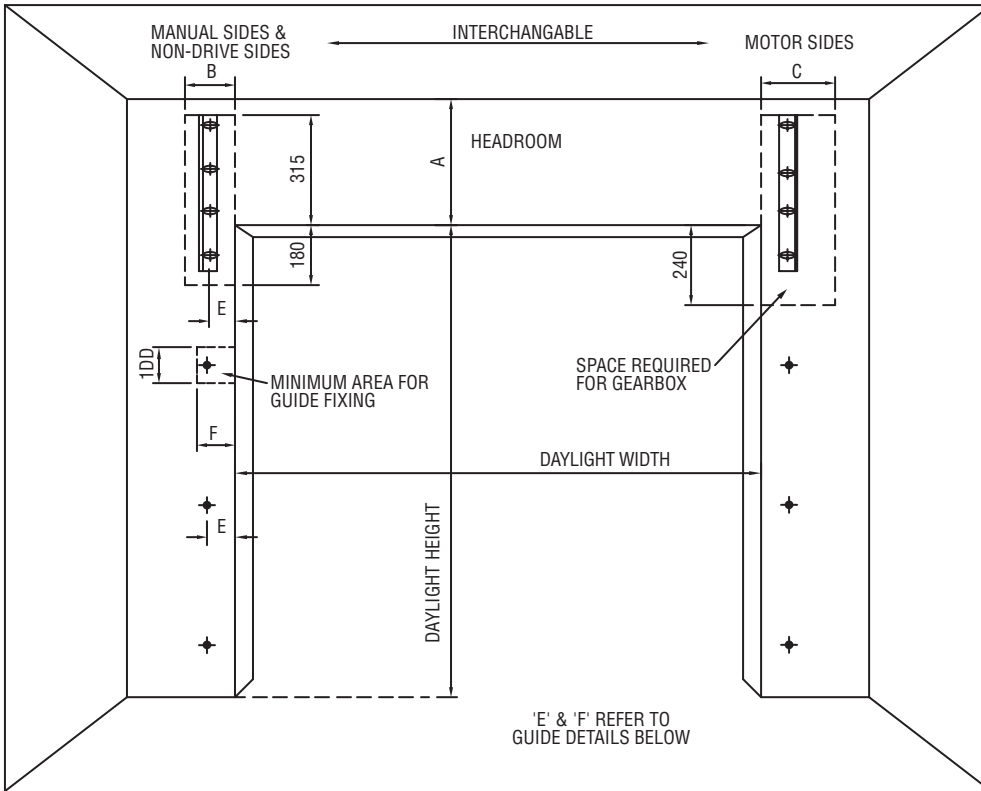 MANUAL SIDES &
NON-DRIVE SIDES
INTERCHANGABLE
MOTOR SIDES
B
C
HEADROOM
A
315
180
240
E
1DD
MINIMUM AREA FOR
GUIDE FIXING
SPACE REQUIRED
FOR GEARBOX
F
DAYLIGHT WIDTH
E
DAYLIGHT HEIGHT
'E' & 'F' REFER TO
GUIDE DETAILS BELOW